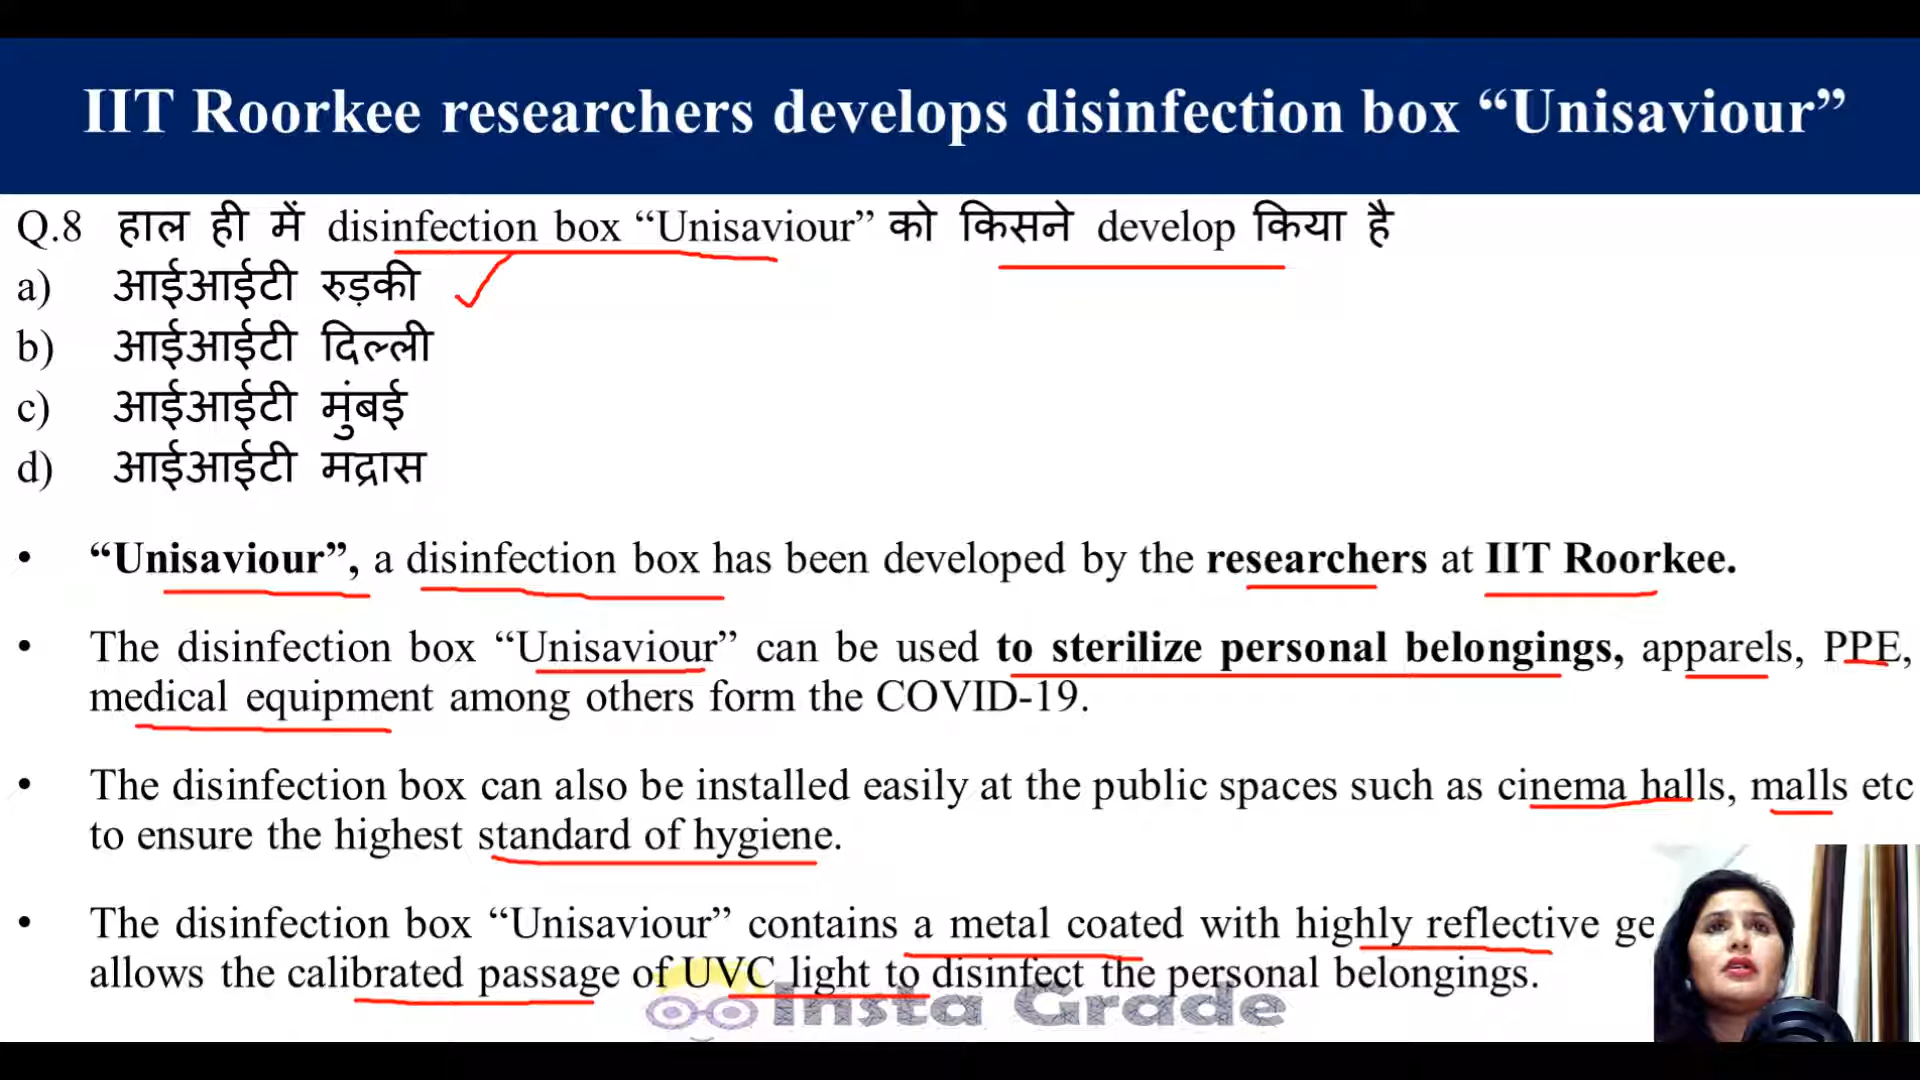 IIT Roorkee researchers develops disinfection box “Unisaviour”
Q.8 हाल ही में disinfection box “Unisaviour” को किसने develop किया है
a) आईआईटी रुड़की
b) आईआईटी दिल्ली
c) आईआईटी मुंबई
d) आईआईटी मद्रास
• “Unisaviour”, a disinfection box has been developed by the researchers at IIT Roorkee.
• The disinfection box “Unisaviour” can be used to sterilize personal belongings, apparels, PPE,
medical equipment among others form the COVID-19.
• The disinfection box can also be installed easily at the public spaces such as cinema halls, malls etc
to ensure the highest standard of hygiene.
• The disinfection box “Unisaviour” contains a metal coated with highly reflective
allows the calibrated passage of UVC light to disinfect the personal belongings.
Insta Grade